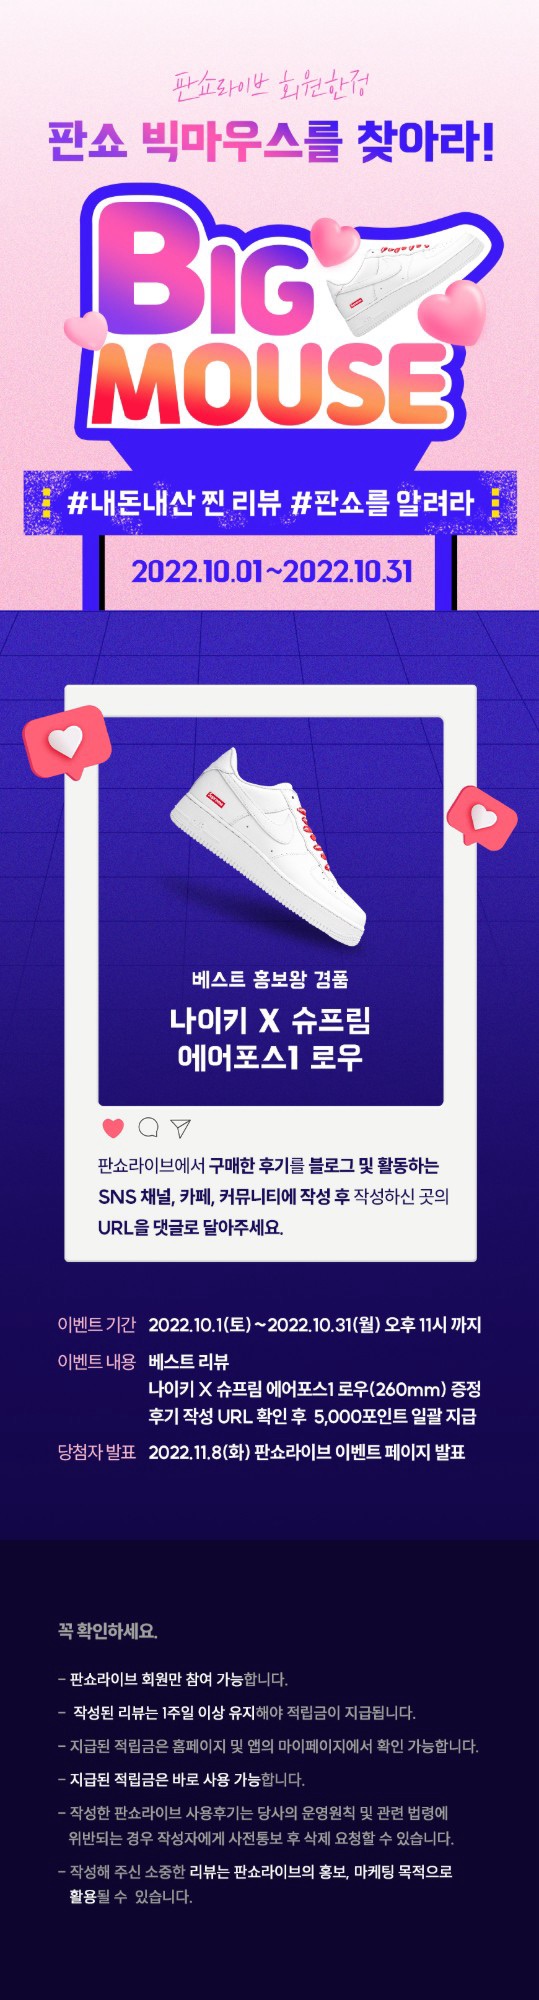 판쇼라이브 회원한정
판쇼 빅마우스를 찾아라!
BIG
MOUSE
Supreme
#내돈내산 찐 리뷰 #판쇼를 알려라
2022.10.01~2022.10.31
Supreme
베스트 홍보왕 경품
나이키 X 슈프림
에어포스1 로우
판쇼라이브에서 구매한 후기를 블로그 및 활동하는
SNS 채널, 카페, 커뮤니티에 작성 후 작성하신 곳의
URL을 댓글로 달아주세요.
이벤트 기간 2022.10.1(토)~2022.10.31(월) 오후 11시 까지
이벤트 내용 베스트 리뷰
나이키 X 슈프림 에어포스1 로우(260mm) 증정
후기 작성 URL 확인 후 5,000포인트 일괄 지급
당첨자 발표 2022.11.8(화) 판쇼라이브 이벤트 페이지 발표
꼭 확인하세요.
- 판쇼라이브 회원만 참여 가능합니다.
- 작성된 리뷰는 1주일 이상 유지해야 적립금이 지급됩니다.
- 지급된 적립금은 홈페이지 및 앱의 마이페이지에서 확인 가능합니다.
- 지급된 적립금은 바로 사용 가능합니다.
- 작성한 판쇼라이브 사용후기는 당사의 운영원칙 및 관련 법령에
위반되는 경우 작성자에게 사전통보 후 삭제 요청할 수 있습니다.
- 작성해 주신 소중한 리뷰는 판쇼라이브의 홍보, 마케팅 목적으로
활용될 수 있습니다.